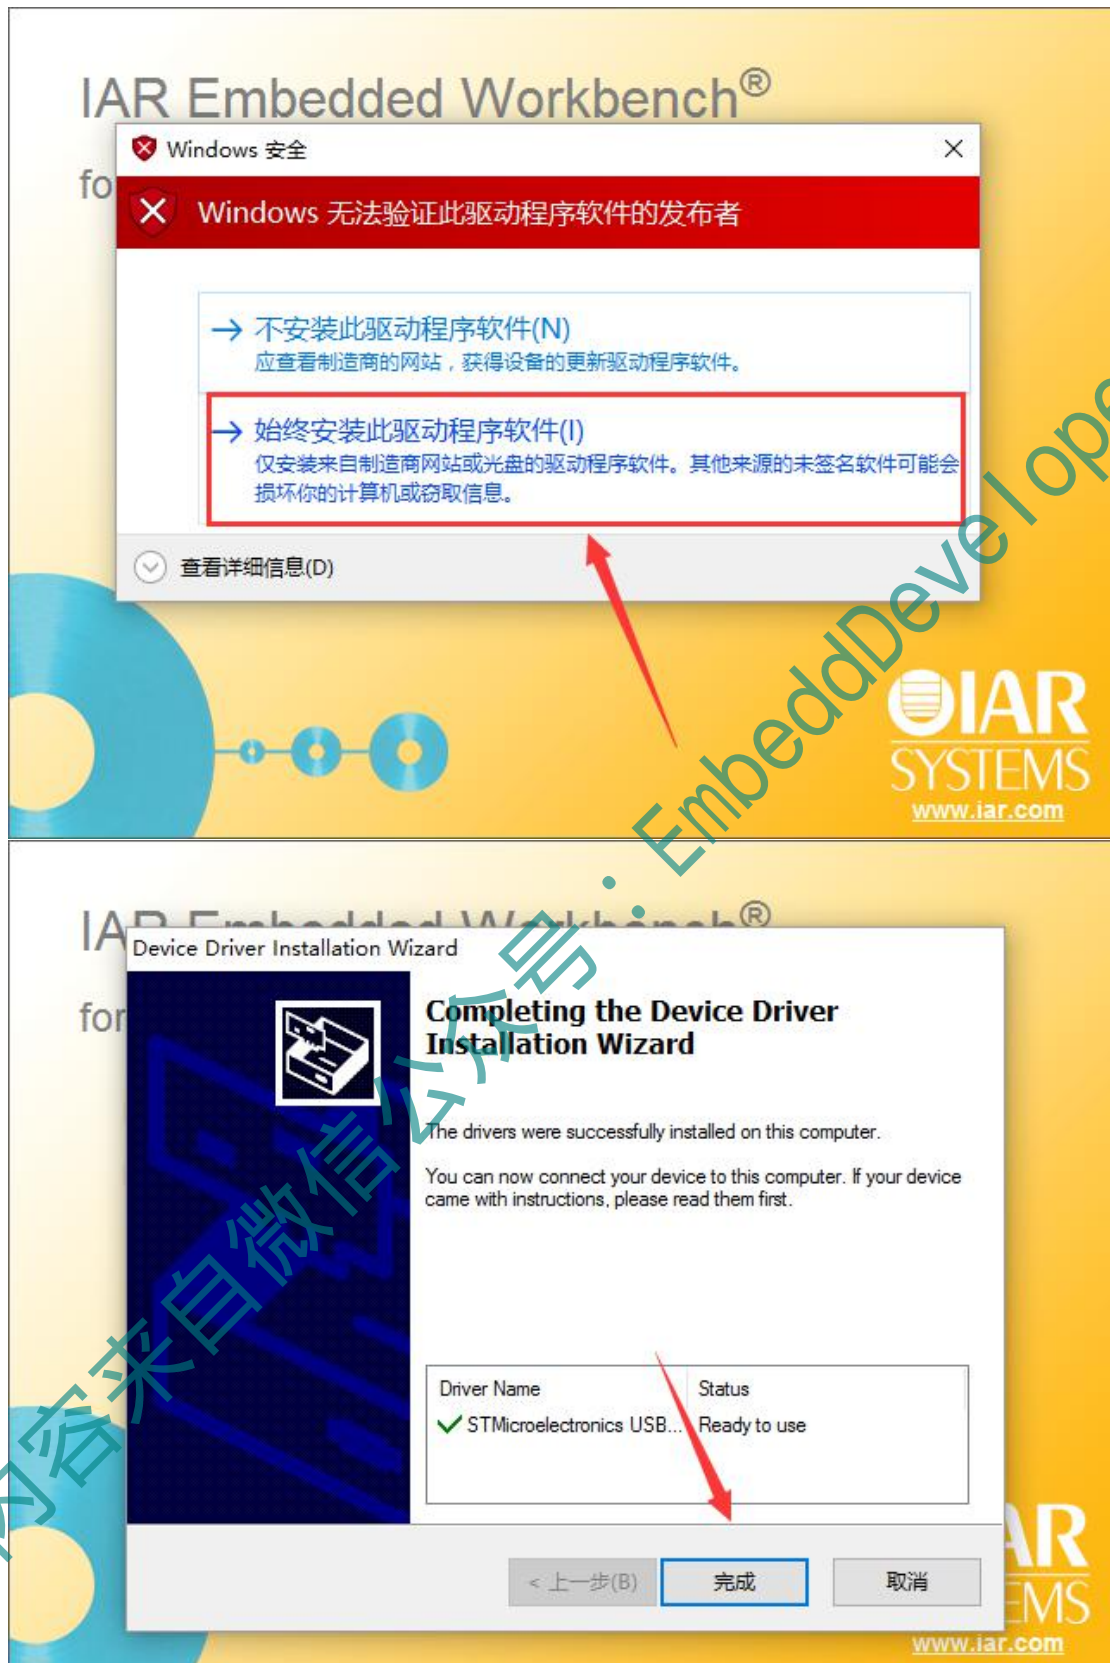 IAR Embedded Workbench®
fo
Windows 安全
Windows 无法验证此驱动程序软件的发布者
不安装此驱动程序软件(N)
应查看制造商的网站，获得设备的更新驱动程序软件。
始终安装此驱动程序软件(I)
仅安装来自制造商网站或光盘的驱动程序软件。其他来源的未签名软件可能会
损坏你的计算机或窃取信息。
查看详细信息(D)
IAR
SYSTEMS
www.iar.com
IAR Embedded Workbench®
for
Device Driver Installation Wizard
Completing the Device Driver
Installation Wizard
The drivers were successfully installed on this computer.
You can now connect your device to this computer. If your device
came with instructions, please read them first.
Driver Name Status
STMicroelectronics USB... Ready to use
< 上一步(B) 完成 取消
AR
EMS
www.iar.com
内容来自微信公众号：EmbeddDevelope